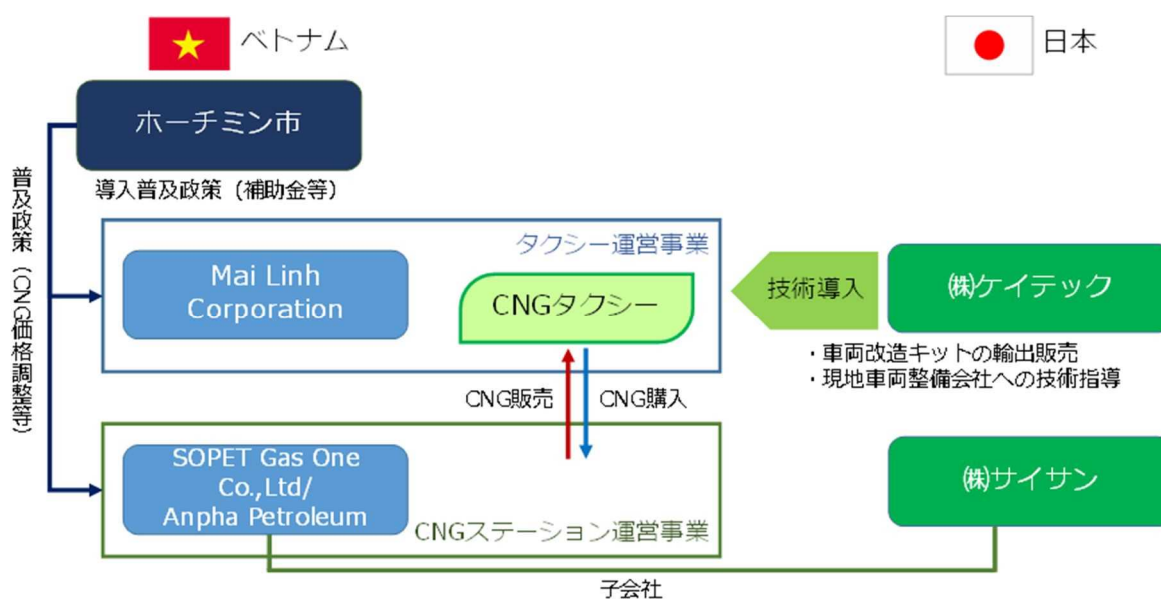 ベトナム
日本
ホーチミン市
導入普及政策（補助金等）
普及政策（CNG価格調整等）
タクシー運営事業
Mai Linh
Corporation
CNGタクシー
技術導入
㈱ケイテック
・車両改造キットの輸出販売
・現地車両整備会社への技術指導
CNG販売
CNG購入
SOPET Gas One
Co.,Ltd/
Anpha Petroleum
CNGステーション運営事業
㈱サイサン
子会社